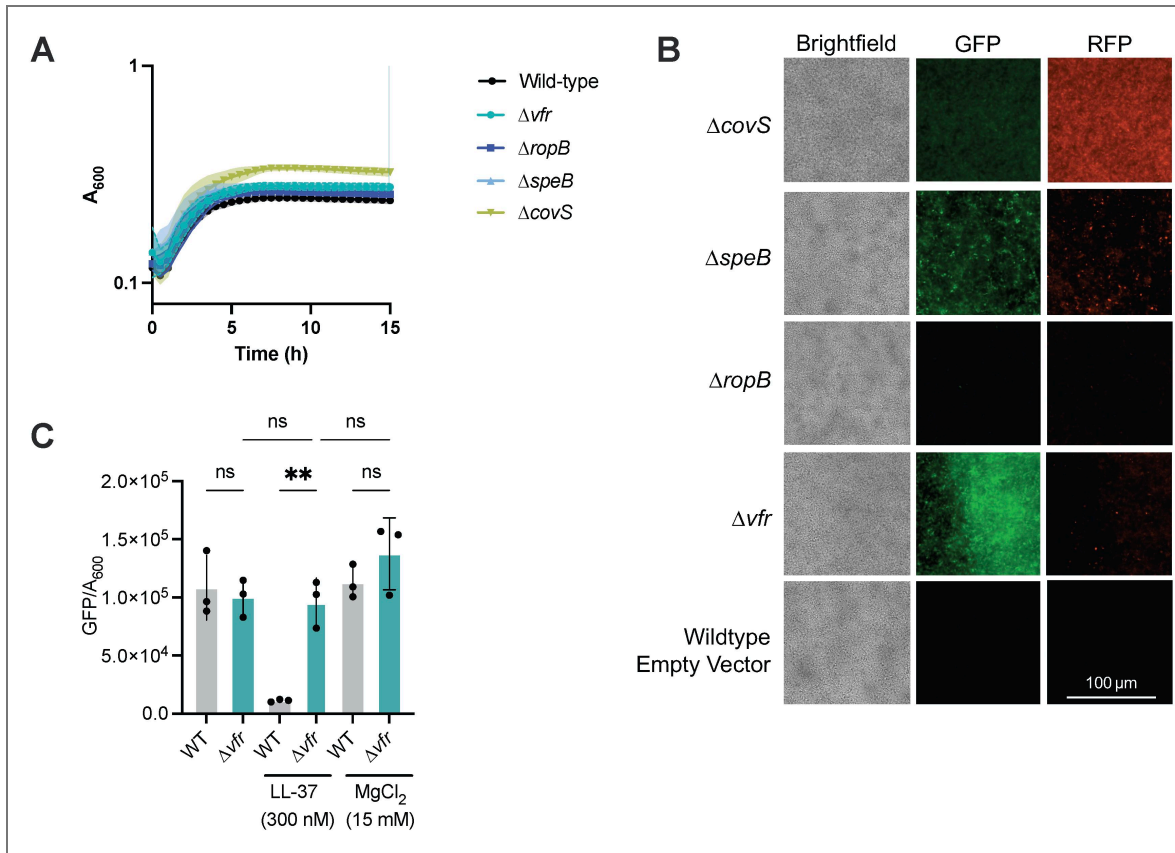 A
1
0.1
A600
0
5
10
15
Time (h)
Wild-type
Δvfr
ΔropB
ΔspeB
ΔcovS
B
Brightfield
GFP
RFP
ΔcovS
ΔspeB
ΔropB
Δvfr
Wildtype
Empty Vector
100 µm
C
ns
ns
ns
**
ns
2.0×10⁵
1.5×10⁵
1.0×10⁵
5.0×10⁴
0.0
GFP/A600
WT
Δvfr
WT
Δvfr
WT
Δvfr
LL-37
(300 nM)
MgCl₂
(15 mM)